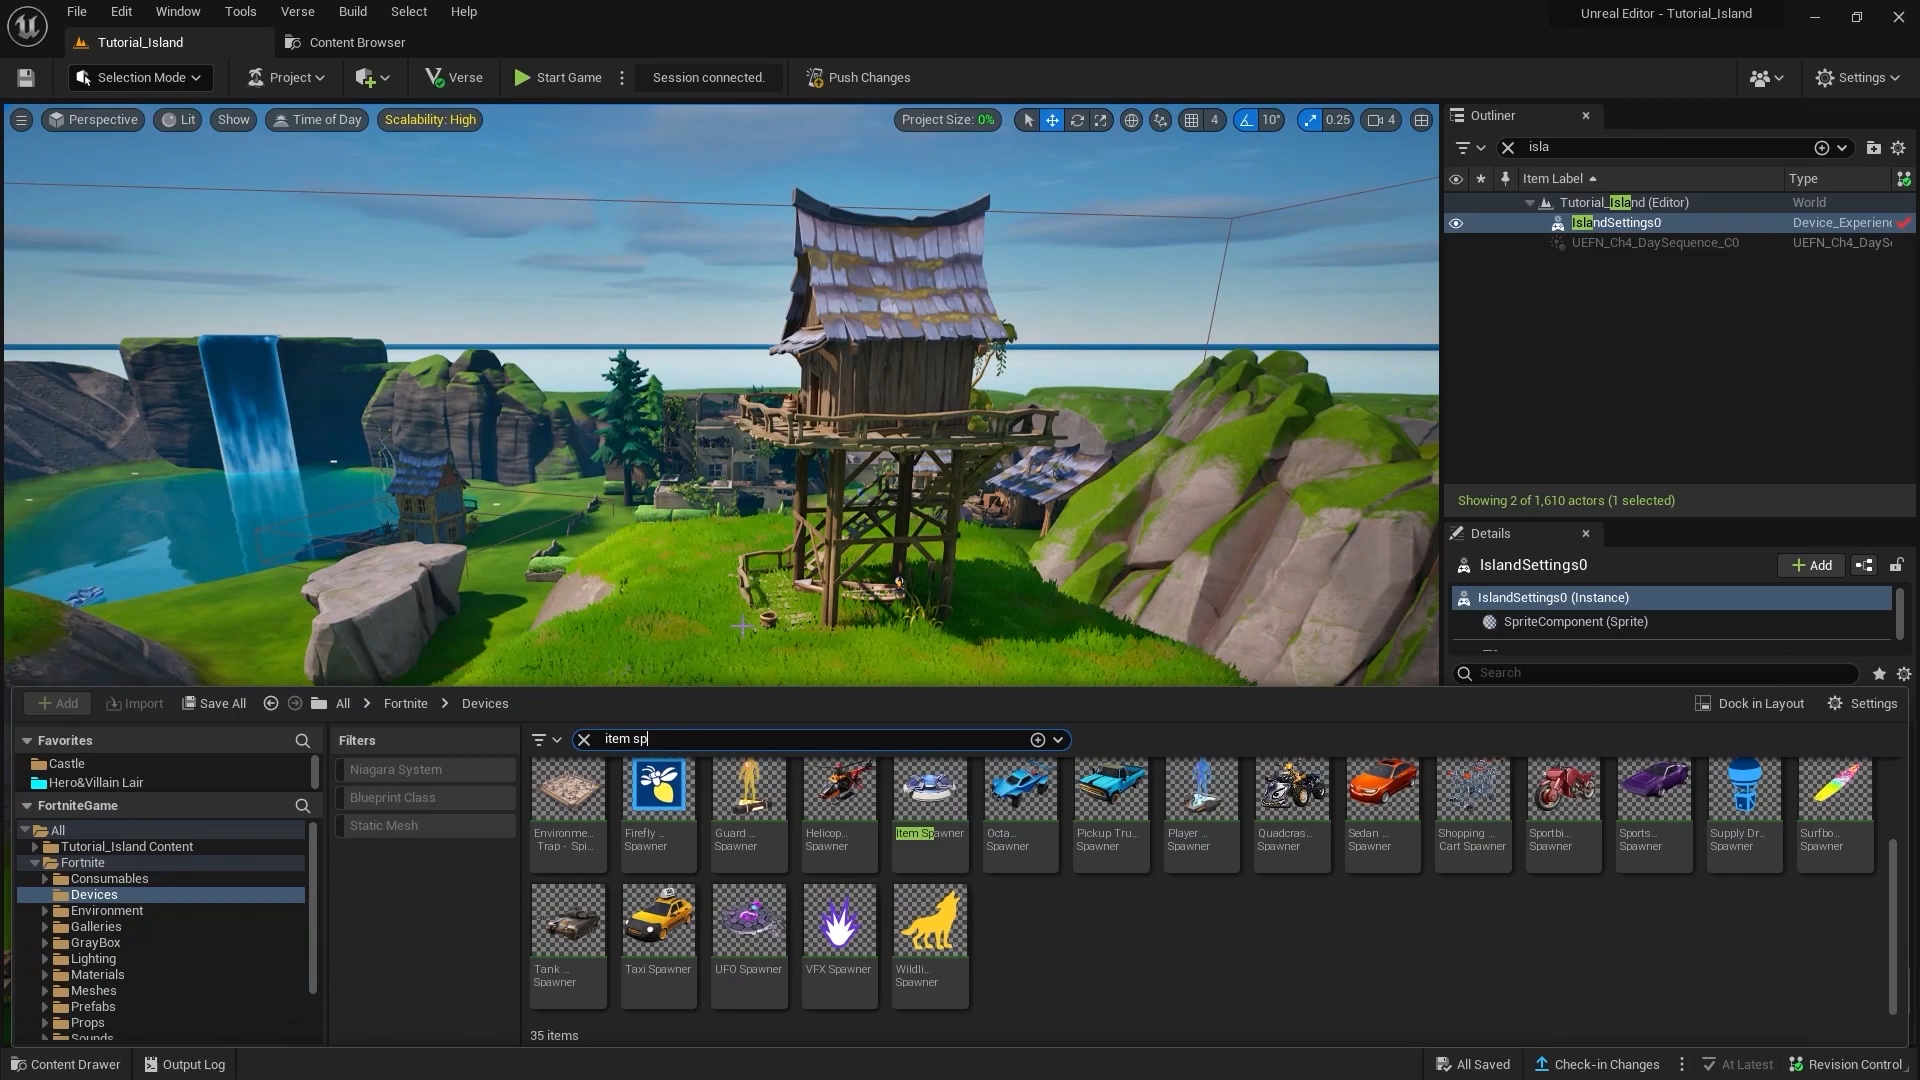 File Edit Window Tools Verse Build Select Help
Unreal Editor - Tutorial_Island
Tutorial_Island
Content Browser
Selection Mode
Project
Verse
Start Game
Session connected.
Push Changes
Settings
Perspective
Lit
Show
Time of Day
Scalability: High
Project Size: 0%
4
10°
0.25
4
Outliner
isla
Item Label
Type
Tutorial_Island (Editor)
World
IslandSettings0
Device_Experienc
UEFN_Ch4_DaySequence_C0
UEFN_Ch4_DayS
Showing 2 of 1,610 actors (1 selected)
Details
IslandSettings0
Add
IslandSettings0 (Instance)
SpriteComponent (Sprite)
Search
Add
Import
Save All
All
Fortnite
Devices
Dock in Layout
Settings
Favorites
Castle
Hero&Villain Lair
FortniteGame
All
Tutorial_Island Content
Fortnite
Consumables
Devices
Environment
Galleries
GrayBox
Lighting
Materials
Meshes
Prefabs
Props
Sounds
Filters
Niagara System
Blueprint Class
Static Mesh
item sp
Environme...
Trap - Spi...
Firefly ...
Spawner
Guard ...
Spawner
Helicop...
Spawner
Item Spawner
Octa...
Spawner
Pickup Tru...
Spawner
Player ...
Spawner
Quadcras...
Spawner
Sedan ...
Spawner
Shopping ...
Cart Spawner
Sportbi...
Spawner
Sports...
Spawner
Supply Dr...
Spawner
Surfbo...
Spawner
Tank ...
Spawner
Taxi Spawner
UFO Spawner
VFX Spawner
Wildli...
Spawner
35 items
Content Drawer
Output Log
All Saved
Check-in Changes
At Latest
Revision Control